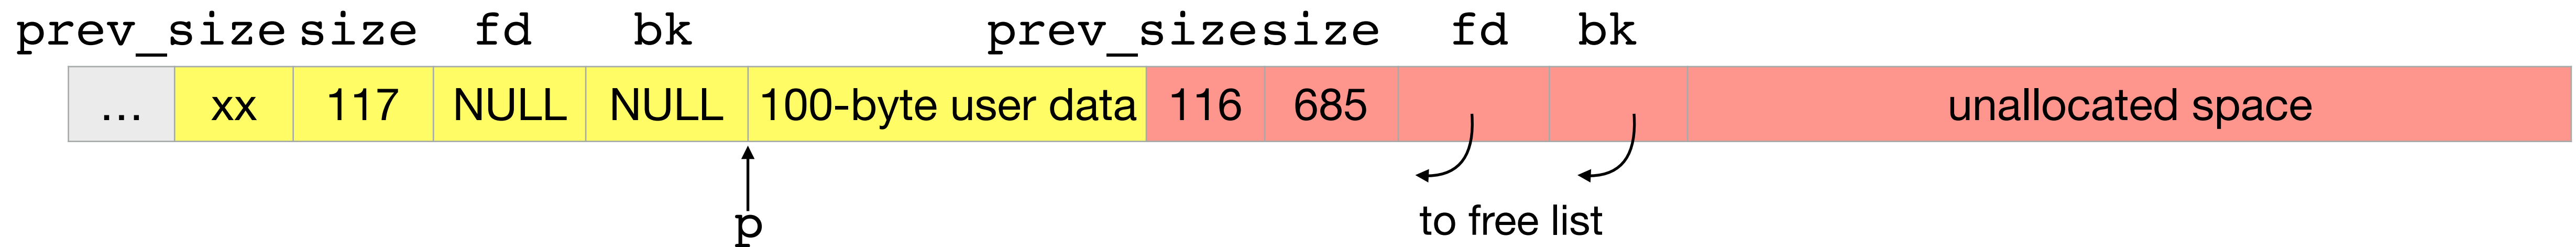 prev_size size fd bk prev_size size fd bk
... xx 117 NULL NULL 100-byte user data 116 685 unallocated space
p to free list